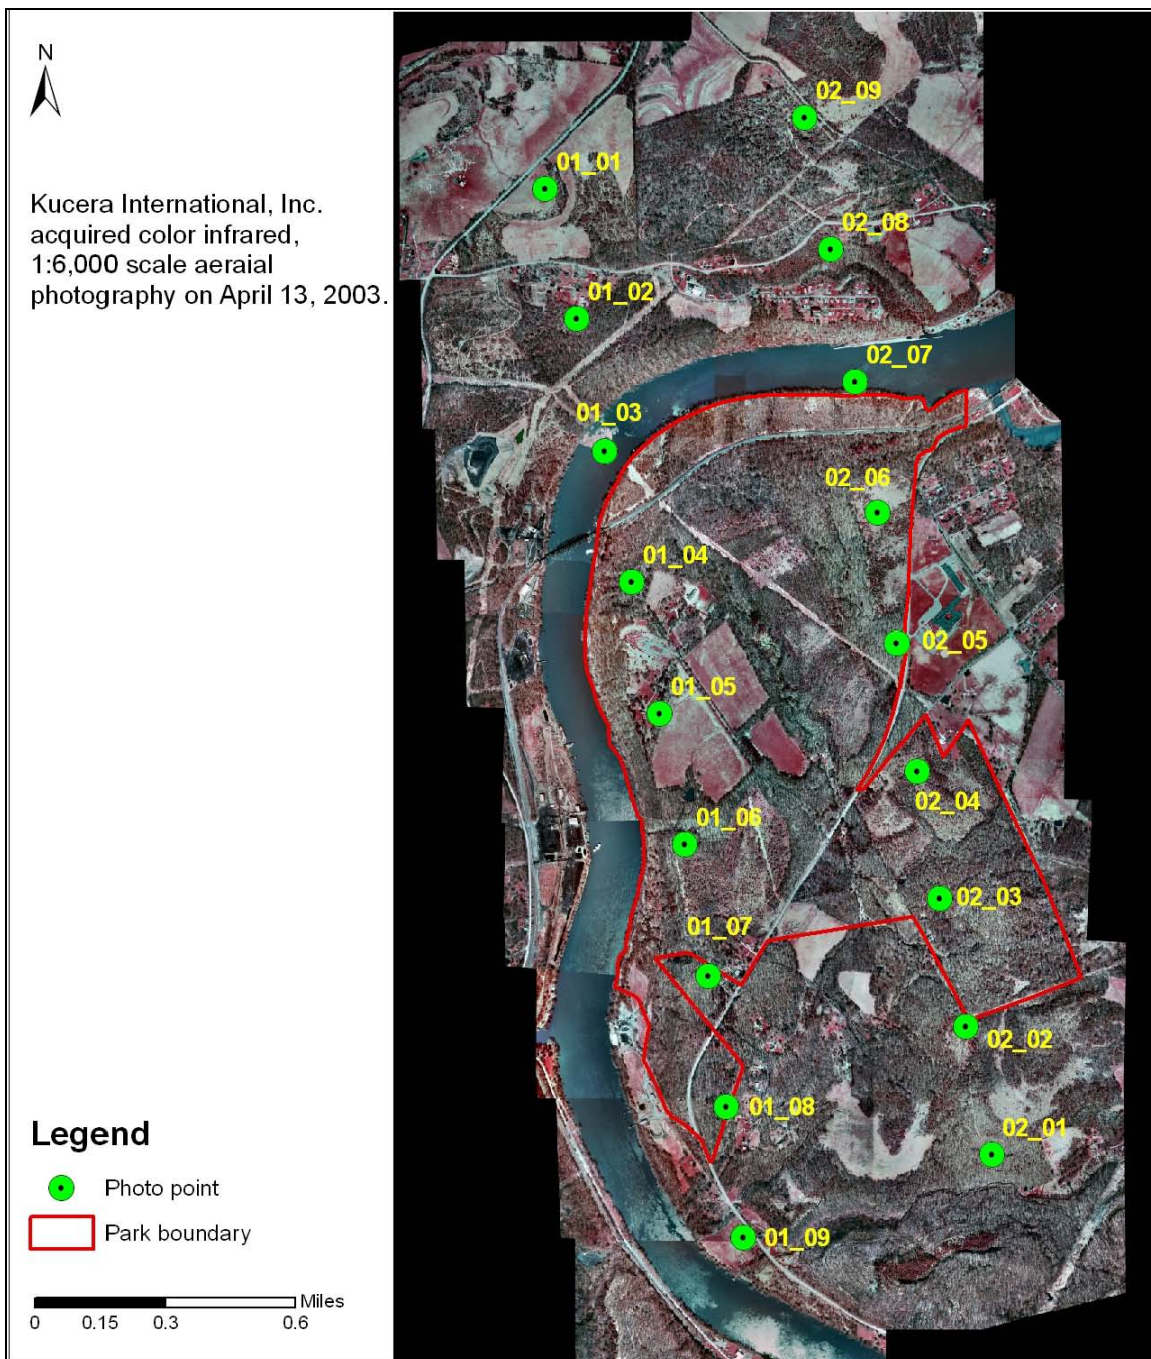 N
Kucera International, Inc.
acquired color infrared,
1:6,000 scale aeraial
photography on April 13, 2003.
02_09
01_01
02_08
01_02
02_07
01_03
02_06
01_04
02_05
01_05
02_04
01_06
02_03
01_07
02_02
01_08
02_01
01_09
Legend
Photo point
Park boundary
Miles
0 0.15 0.3 0.6